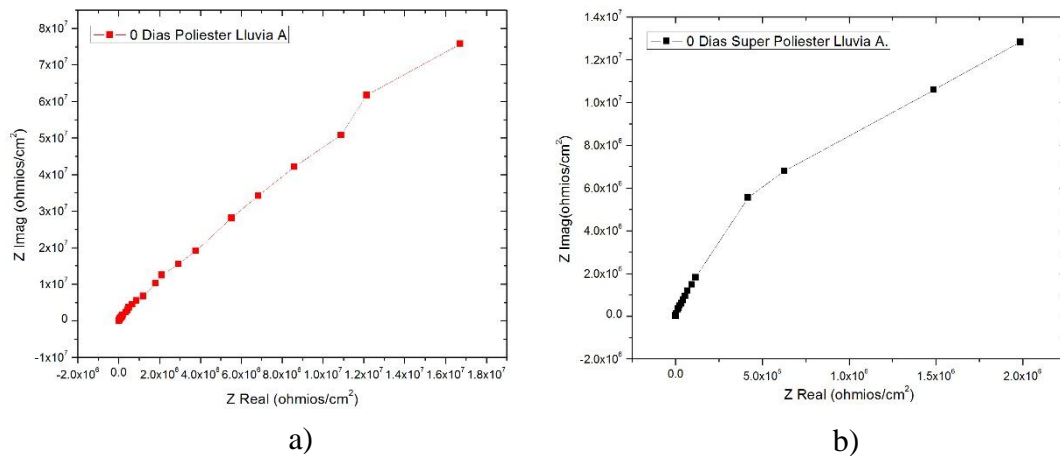 0 Dias Poliester Lluvia A
8x10⁷
7x10⁷
6x10⁷
5x10⁷
4x10⁷
3x10⁷
2x10⁷
1x10⁷
0
-1x10⁷
Z Imag (ohmios/cm²)
-2.0x10⁶ 0.0 2.0x10⁶ 4.0x10⁶ 6.0x10⁶ 8.0x10⁶ 1.0x10⁷ 1.2x10⁷ 1.4x10⁷ 1.6x10⁷ 1.8x10⁷
Z Real (ohmios/cm²)
a)
0 Dias Super Poliester Lluvia A.
1.4x10⁷
1.2x10⁷
1.0x10⁷
8.0x10⁶
6.0x10⁶
4.0x10⁶
2.0x10⁶
0.0
-2.0x10⁶
Z Imag(ohmios/cm²)
0.0 5.0x10⁵ 1.0x10⁶ 1.5x10⁶ 2.0x10⁶
Z Real (ohmios/cm²)
b)